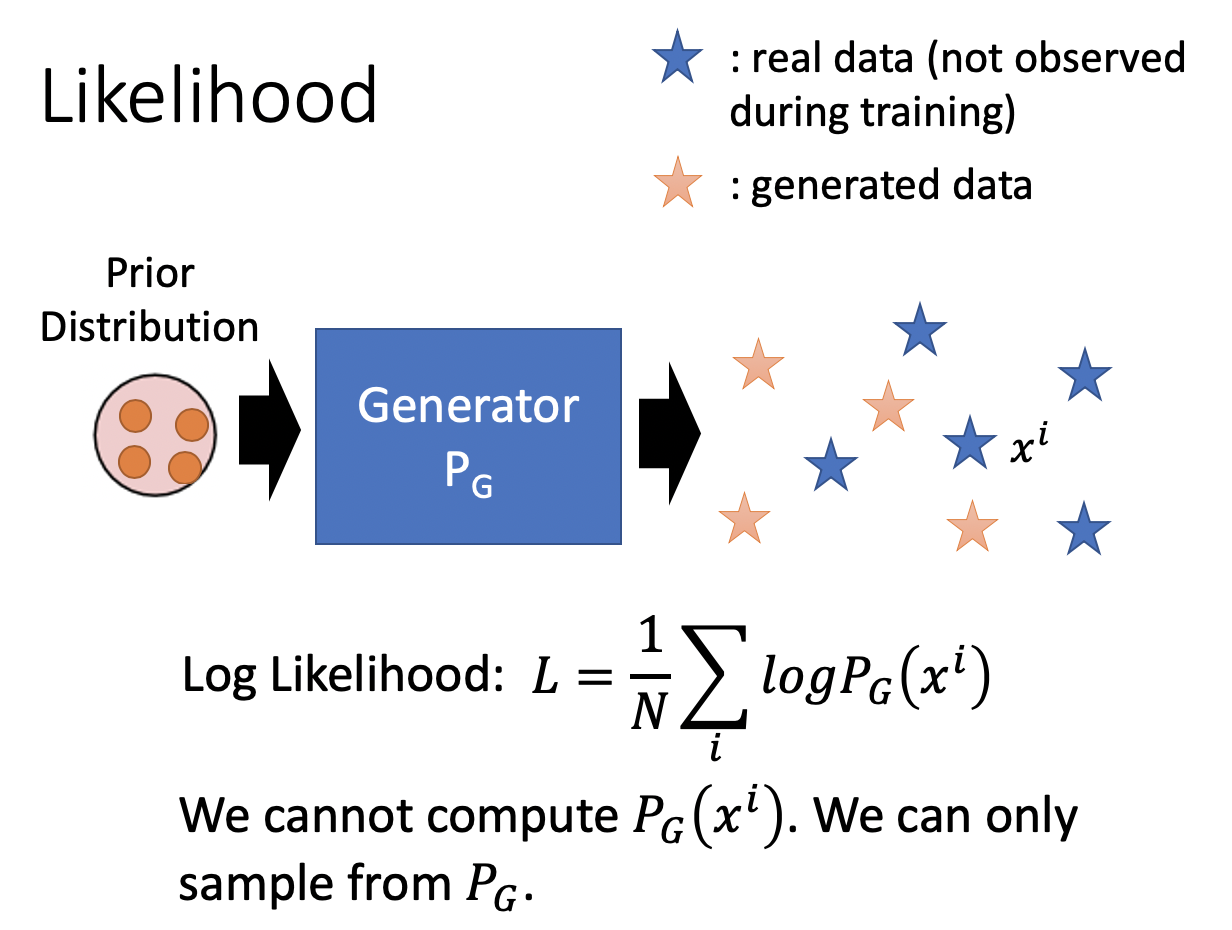 Likelihood
: real data (not observed
during training)
: generated data
Prior
Distribution
Generator
P_G
x^i
Log Likelihood: L = \frac{1}{N} \sum_i logP_G(x^i)
We cannot compute P_G(x^i). We can only
sample from P_G.